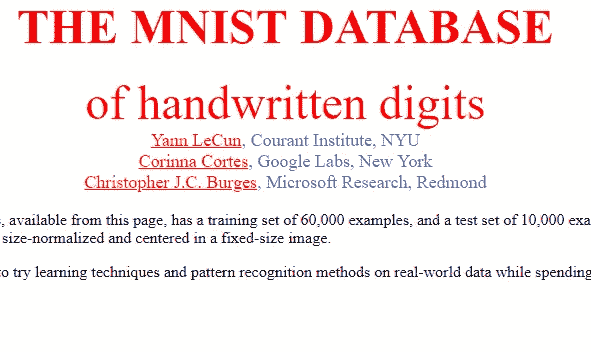 THE MNIST DATABASE
of handwritten digits
Yann LeCun, Courant Institute, NYU
Corinna Cortes, Google Labs, New York
Christopher J.C. Burges, Microsoft Research, Redmond
, available from this page, has a training set of 60,000 examples, and a test set of 10,000 exa
size-normalized and centered in a fixed-size image.
to try learning techniques and pattern recognition methods on real-world data while spending